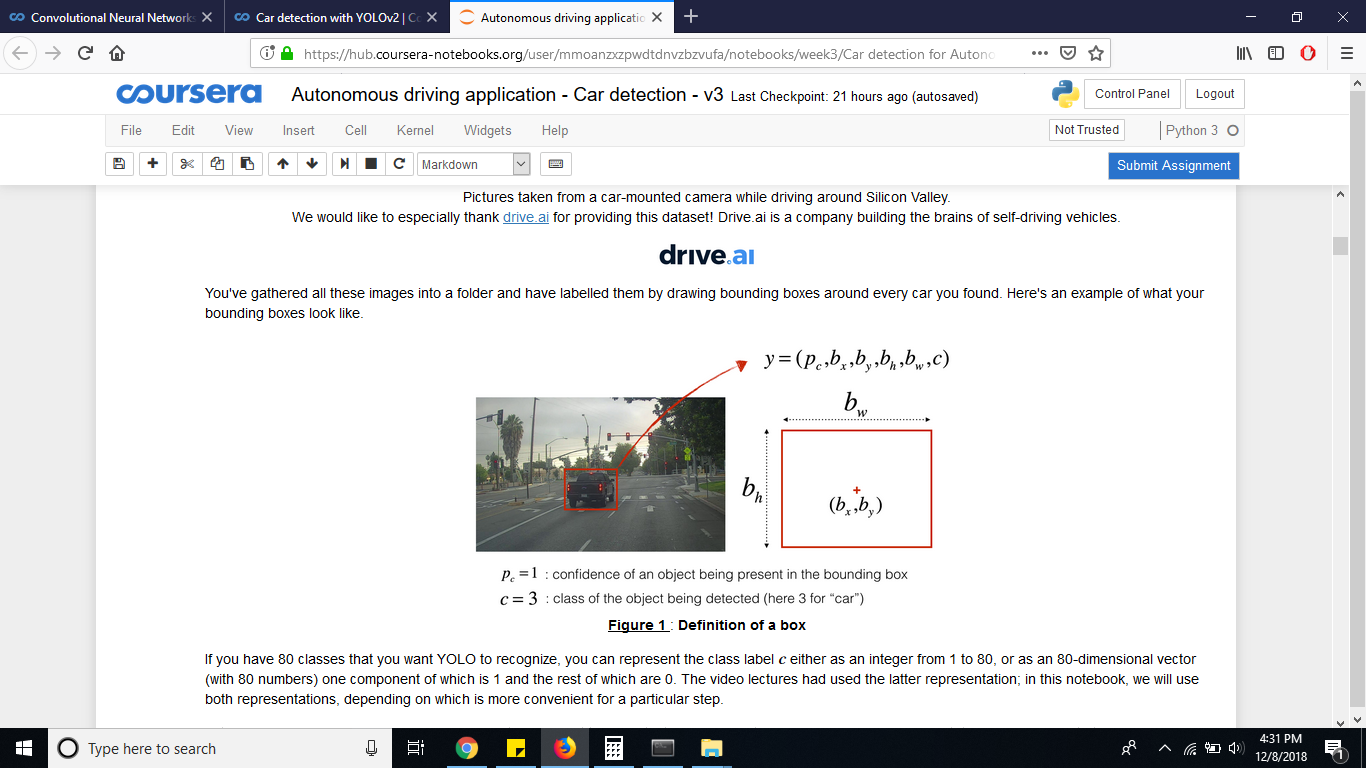 Convolutional Neural Networks
Car detection with YOLOv2 | Co
Autonomous driving applicatio
https://hub.coursera-notebooks.org/user/mmoanzxzpwdtdnvzbzvufa/notebooks/week3/Car detection for Autono
coursera
Autonomous driving application - Car detection - v3 Last Checkpoint: 21 hours ago (autosaved)
Control Panel
Logout
File Edit View Insert Cell Kernel Widgets Help
Not Trusted
Python 3
Markdown
Submit Assignment
Pictures taken from a car-mounted camera while driving around Silicon Valley.
We would like to especially thank drive.ai for providing this dataset! Drive.ai is a company building the brains of self-driving vehicles.
drive.ai
You've gathered all these images into a folder and have labelled them by drawing bounding boxes around every car you found. Here's an example of what your
bounding boxes look like.
y = (p_c, b_x, b_y, b_h, b_w, c)
b_w
b_h
(b_x, b_y)
p_c = 1 : confidence of an object being present in the bounding box
c = 3 : class of the object being detected (here 3 for “car”)
Figure 1 : Definition of a box
If you have 80 classes that you want YOLO to recognize, you can represent the class label c either as an integer from 1 to 80, or as an 80-dimensional vector
(with 80 numbers) one component of which is 1 and the rest of which are 0. The video lectures had used the latter representation; in this notebook, we will use
both representations, depending on which is more convenient for a particular step.
Type here to search
4:31 PM
12/8/2018
1